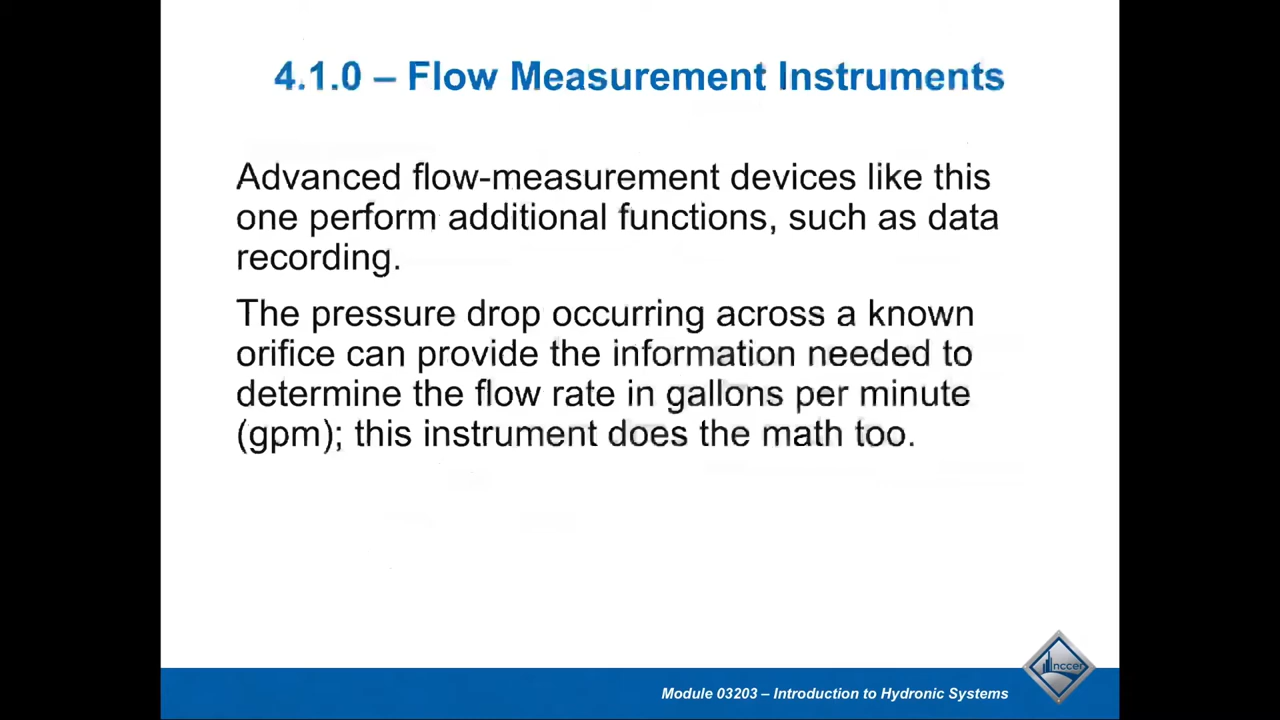 4.1.0 – Flow Measurement Instruments
Advanced flow-measurement devices like this
one perform additional functions, such as data
recording.
The pressure drop occurring across a known
orifice can provide the information needed to
determine the flow rate in gallons per minute
(gpm); this instrument does the math too.
nccer
Module 03203 – Introduction to Hydronic Systems